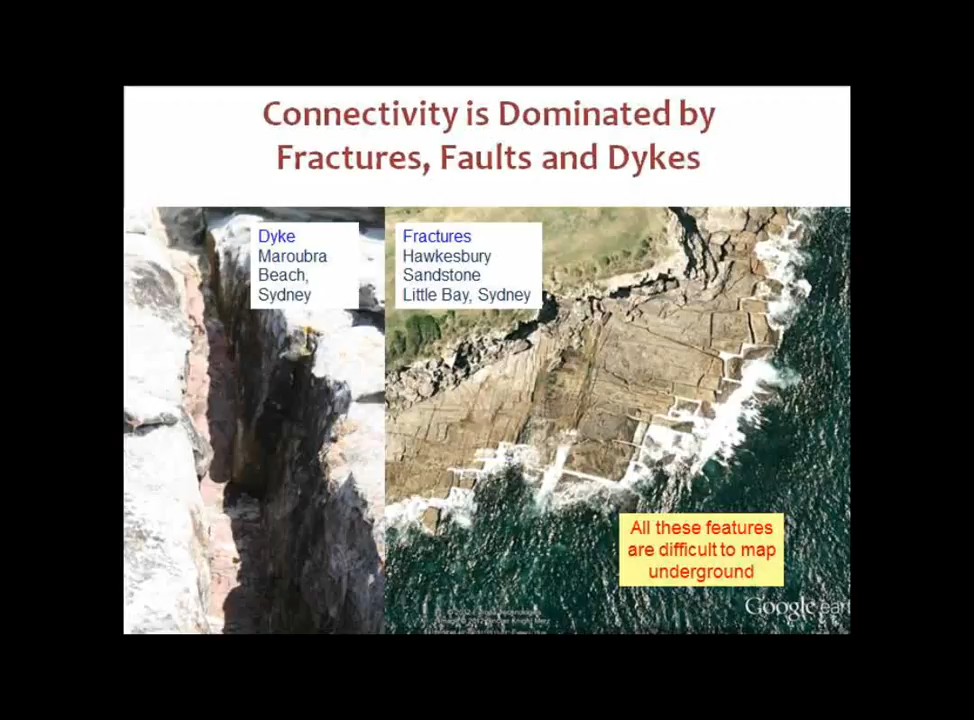 Connectivity is Dominated by
Fractures, Faults and Dykes
Dyke
Maroubra
Beach,
Sydney
Fractures
Hawkesbury
Sandstone
Little Bay, Sydney
All these features
are difficult to map
underground
Google ear